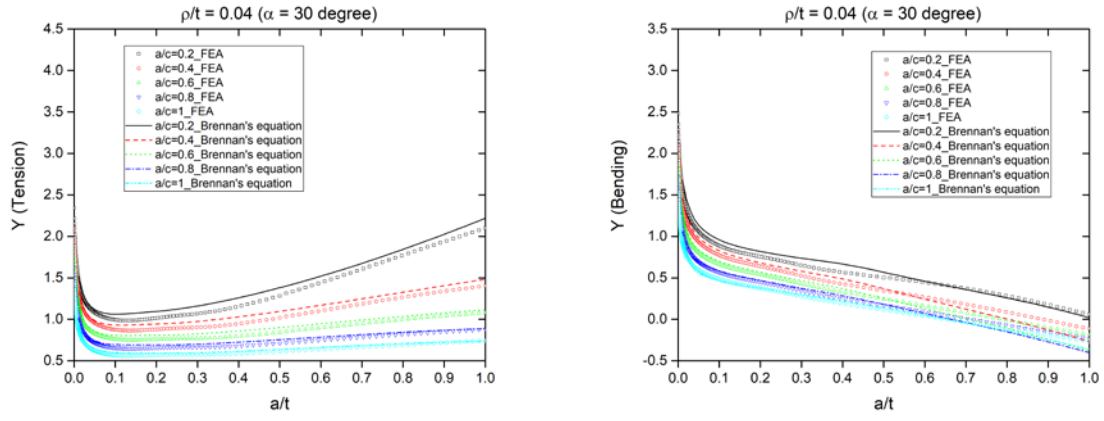 ρ/t = 0.04 (α = 30 degree)
Y (Tension)
4.5
4.0
3.5
3.0
2.5
2.0
1.5
1.0
0.5
a/c=0.2_FEA
a/c=0.4_FEA
a/c=0.6_FEA
a/c=0.8_FEA
a/c=1_FEA
a/c=0.2_Brennan's equation
a/c=0.4_Brennan's equation
a/c=0.6_Brennan's equation
a/c=0.8_Brennan's equation
a/c=1_Brennan's equation
0.0 0.1 0.2 0.3 0.4 0.5 0.6 0.7 0.8 0.9 1.0
a/t
ρ/t = 0.04 (α = 30 degree)
Y (Bending)
3.5
3.0
2.5
2.0
1.5
1.0
0.5
0.0
-0.5
a/c=0.2_FEA
a/c=0.4_FEA
a/c=0.6_FEA
a/c=0.8_FEA
a/c=1_FEA
a/c=0.2_Brennan's equation
a/c=0.4_Brennan's equation
a/c=0.6_Brennan's equation
a/c=0.8_Brennan's equation
a/c=1_Brennan's equation
0.0 0.1 0.2 0.3 0.4 0.5 0.6 0.7 0.8 0.9 1.0
a/t